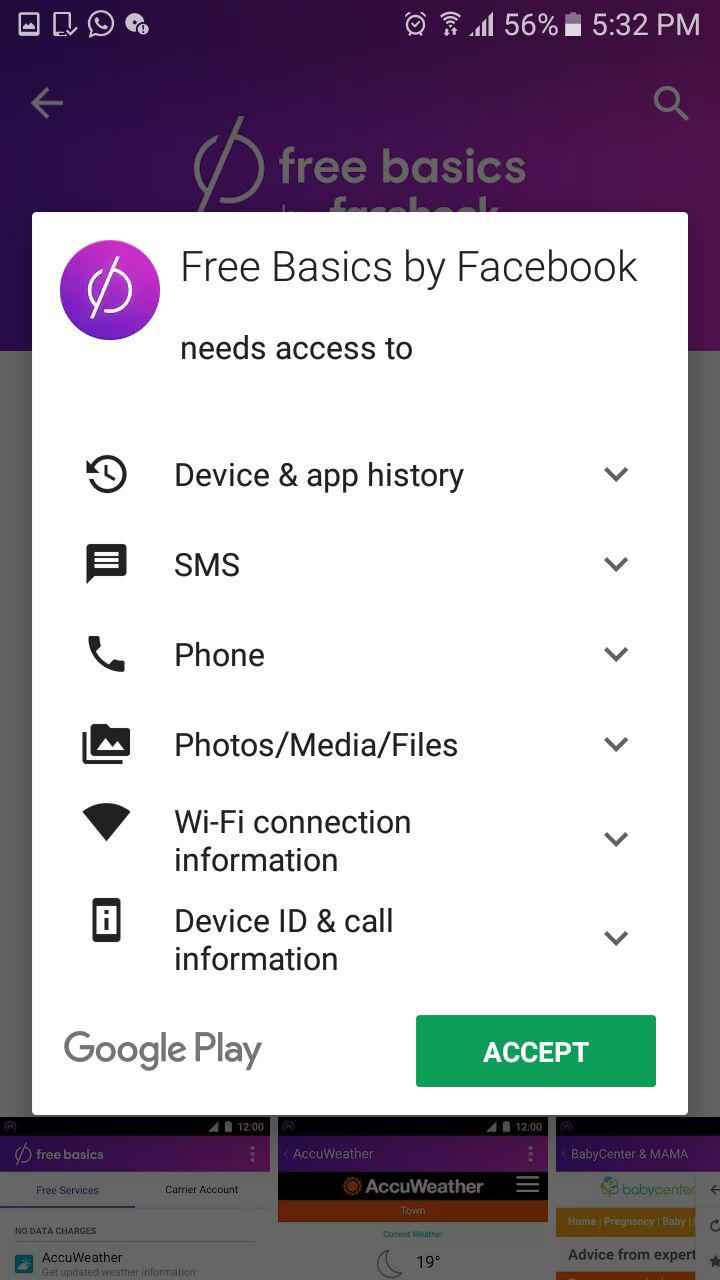 56% 5:32 PM
free basics
by facebook
Free Basics by Facebook
needs access to
Device & app history
SMS
Phone
Photos/Media/Files
Wi-Fi connection
information
Device ID & call
information
Google Play
ACCEPT
12:00
free basics
Free Services
Carrier Account
NO DATA CHARGES
AccuWeather
Get updated weather information
12:00
AccuWeather
AccuWeather
Town
Current Weather
19°
BabyCenter & MAMA
babycenter
Home | Pregnancy | Baby |
Advice from expert